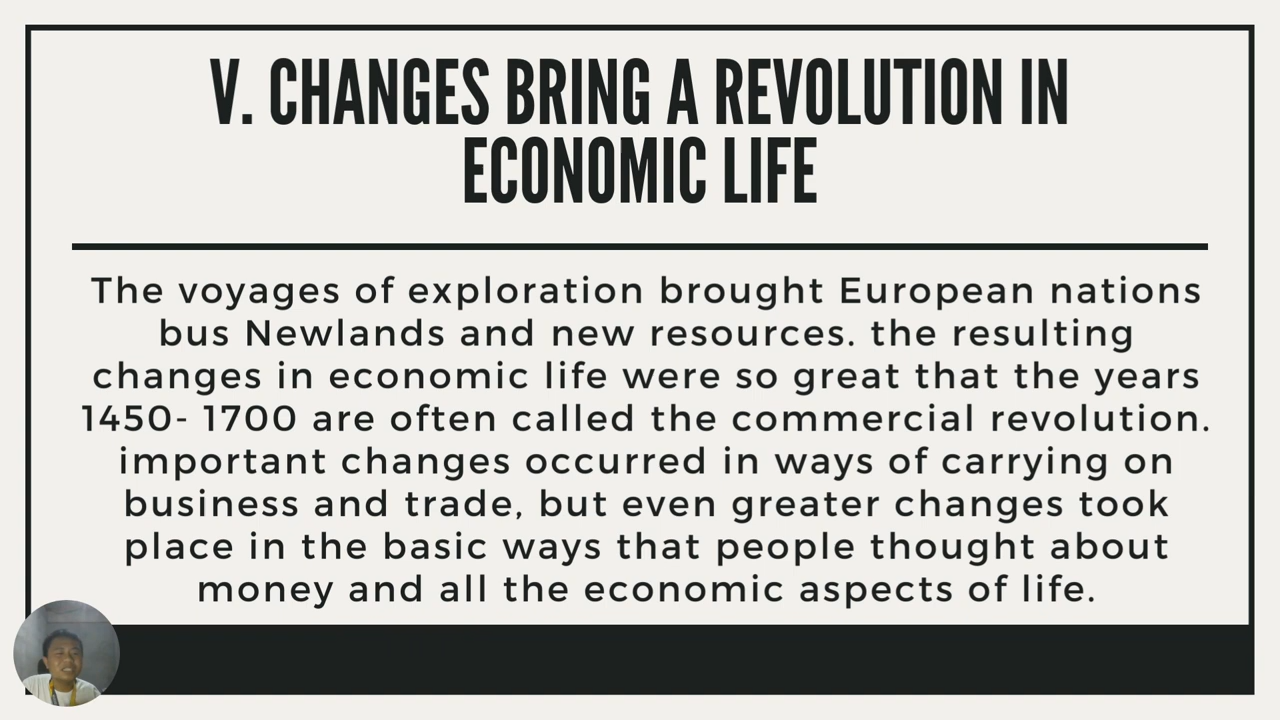 V. CHANGES BRING A REVOLUTION IN
ECONOMIC LIFE
The voyages of exploration brought European nations
bus Newlands and new resources. the resulting
changes in economic life were so great that the years
1450- 1700 are often called the commercial revolution.
important changes occurred in ways of carrying on
business and trade, but even greater changes took
place in the basic ways that people thought about
money and all the economic aspects of life.